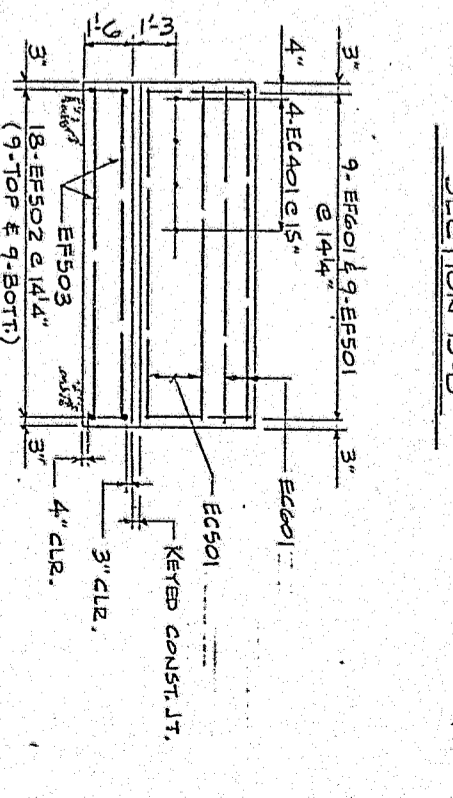 SECTION B-B
3"
9-EF601 & 9-EF501
@ 14¼"
3"
4"
4-EC401 @ 15"
EC601
1'-3
EC501
1'-6
KEYED CONST. JT.
3" CLR.
4" CLR.
EF503
3"
18-EF502 @ 14¼"
3"
(9-TOP & 9-BOTT.)